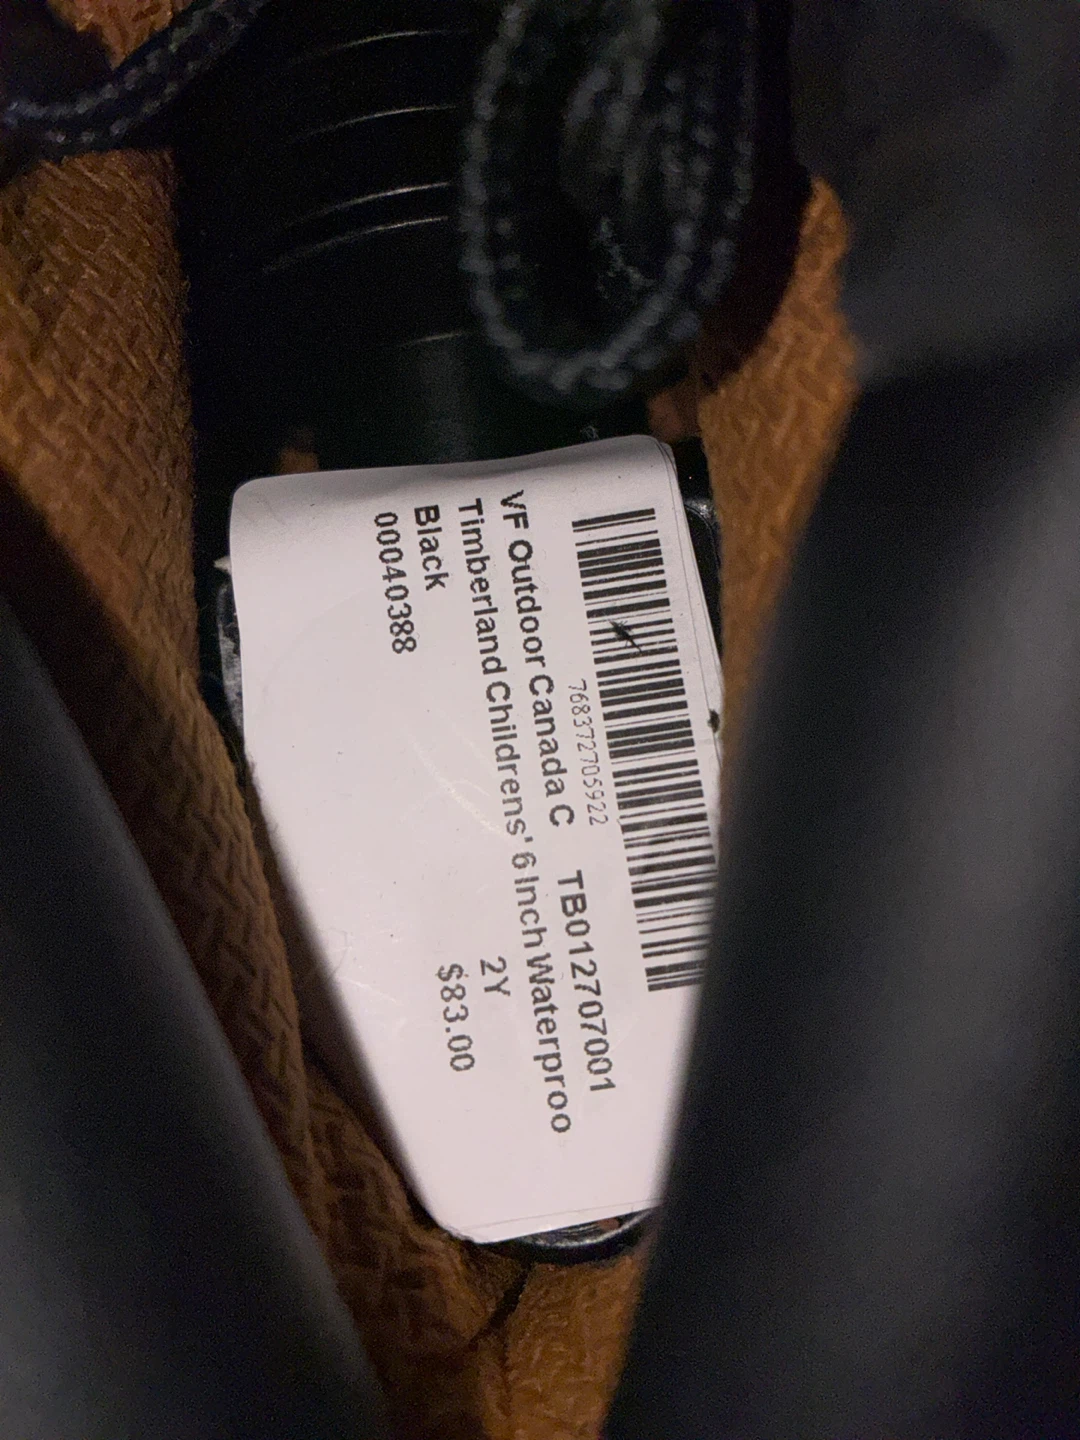 768372705922
VF Outdoor Canada C TB012707001
Timberland Childrens' 6 Inch Waterproo
Black 2Y
00040388 $83.00